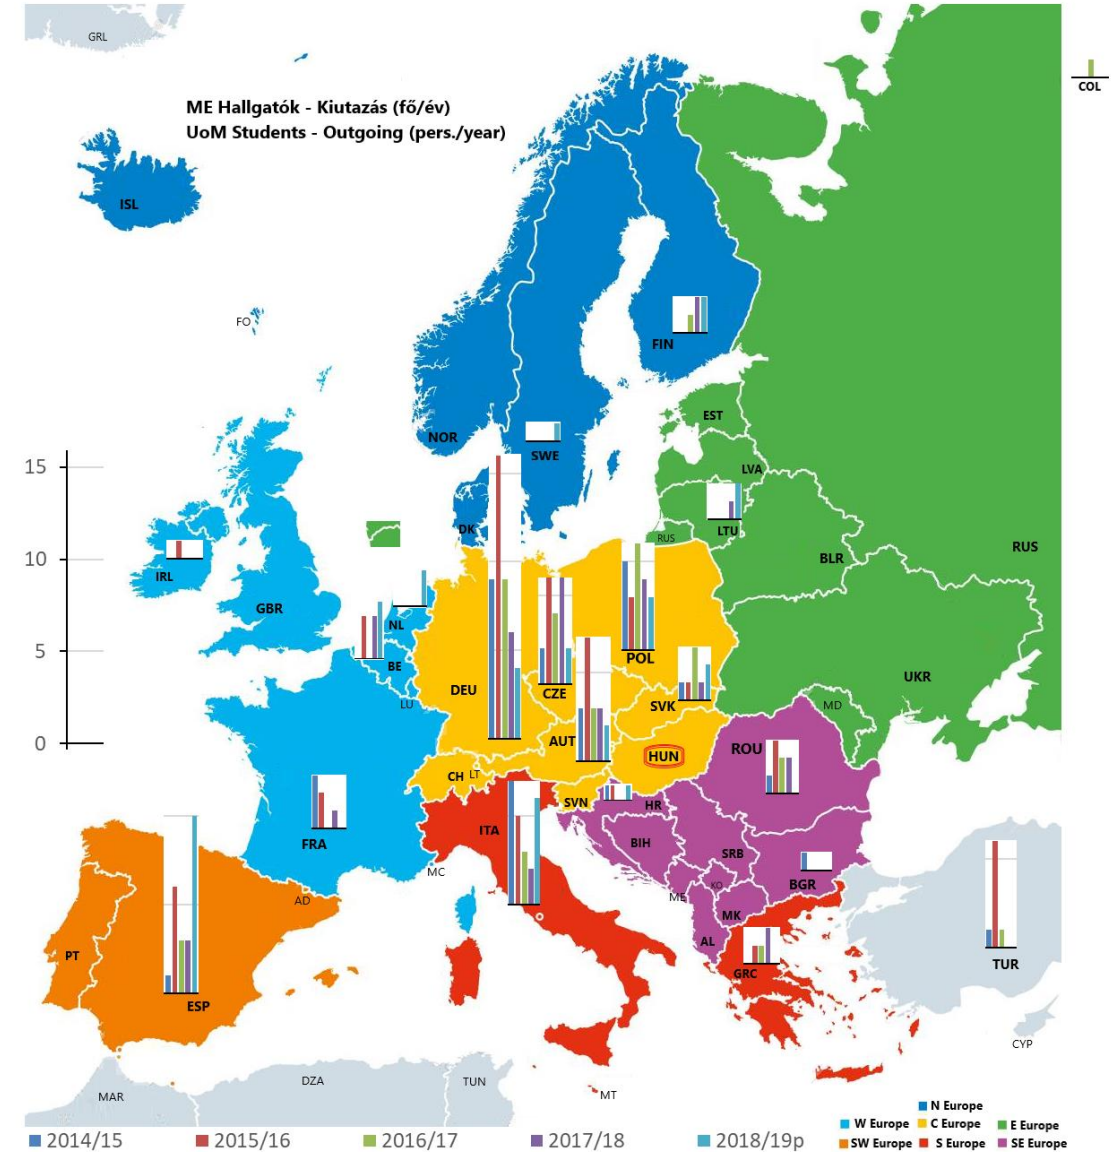 GRL
COL
ME Hallgatók - Kiutazás (fő/év)
UoM Students - Outgoing (pers./year)
ISL
FO
FIN
NOR
SWE
EST
LVA
15
DK
LTU
RUS
RUS
BLR
10
IRL
GBR
NL
BE
LU
5
POL
DEU
CZE
SVK
UKR
MD
0
AUT
HUN
ROU
CH
LT
SVN
HR
FRA
ITA
BIH
SRB
MC
KO
BGR
AD
ME
MK
PT
AL
ESP
GRC
TUR
CYP
MAR
DZA
TUN
MT
N Europe
W Europe
C Europe
E Europe
SW Europe
S Europe
SE Europe
2014/15
2015/16
2016/17
2017/18
2018/19p